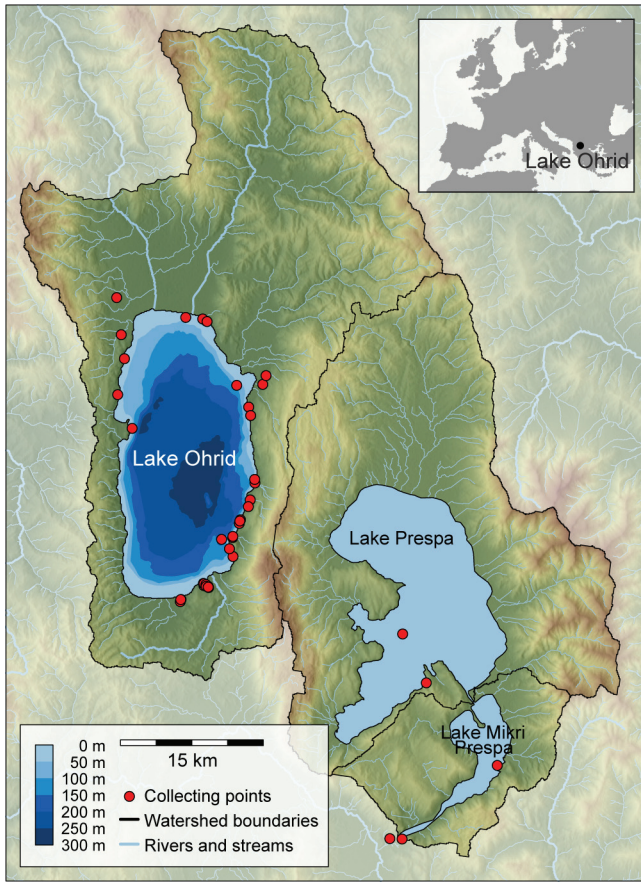 Lake Ohrid
Lake Ohrid
Lake Prespa
Lake Mikri
Prespa
0 m
50 m
100 m
150 m
200 m
250 m
300 m
15 km
Collecting points
Watershed boundaries
Rivers and streams